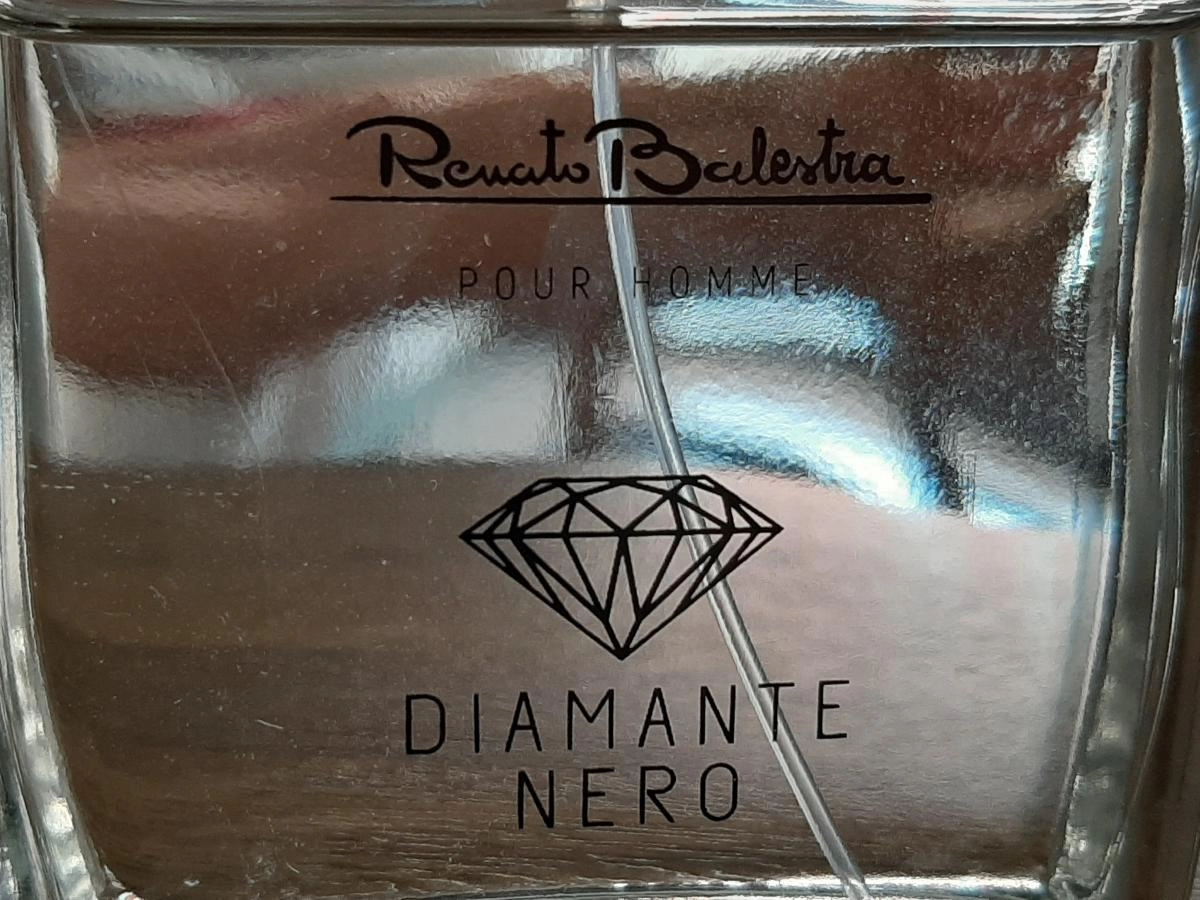 Renato Balestra
POUR HOMME
DIAMANTE
NERO